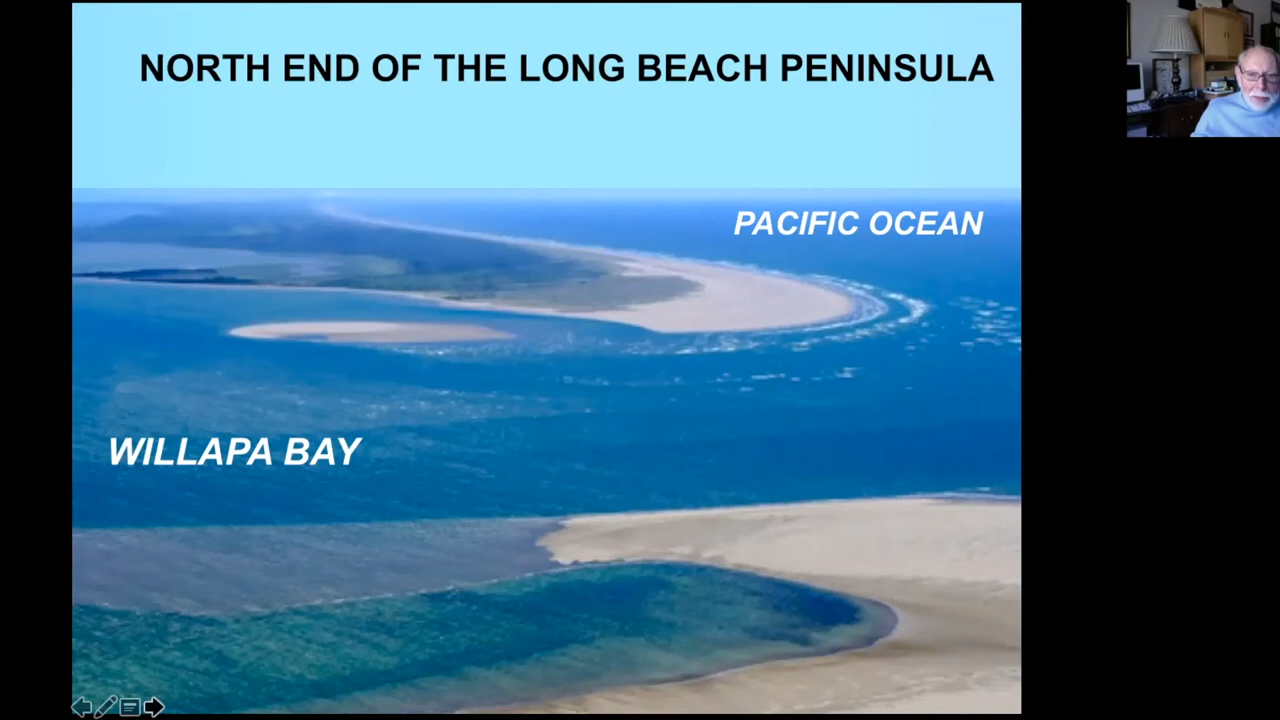 NORTH END OF THE LONG BEACH PENINSULA
PACIFIC OCEAN
WILLAPA BAY